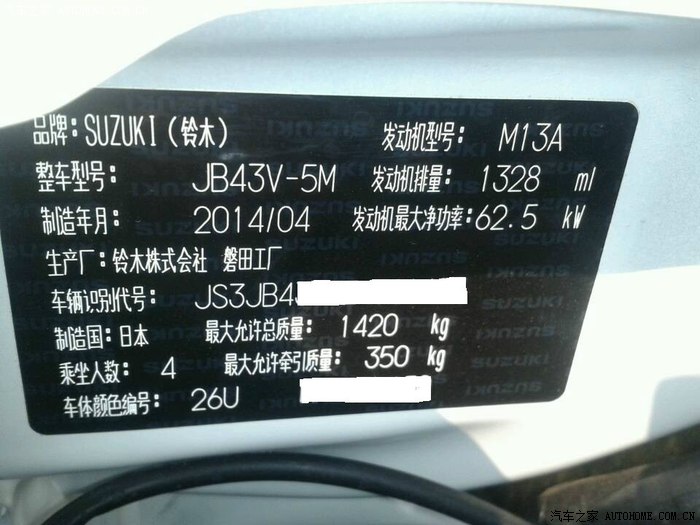 品牌: SUZUKI(铃木) 发动机型号: M13A
整车型号: JB43V-5M 发动机排量: 1328 ml
制造年月: 2014/04 发动机最大净功率: 62.5 kW
生产厂: 铃木株式会社 磐田工厂
车辆识别代号: JS3JB4
制造国: 日本 最大允许总质量: 1420 kg
乘坐人数: 4 最大允许牵引质量: 350 kg
车体颜色编号: 26U
汽车之家 AUTOHOME.COM.CN